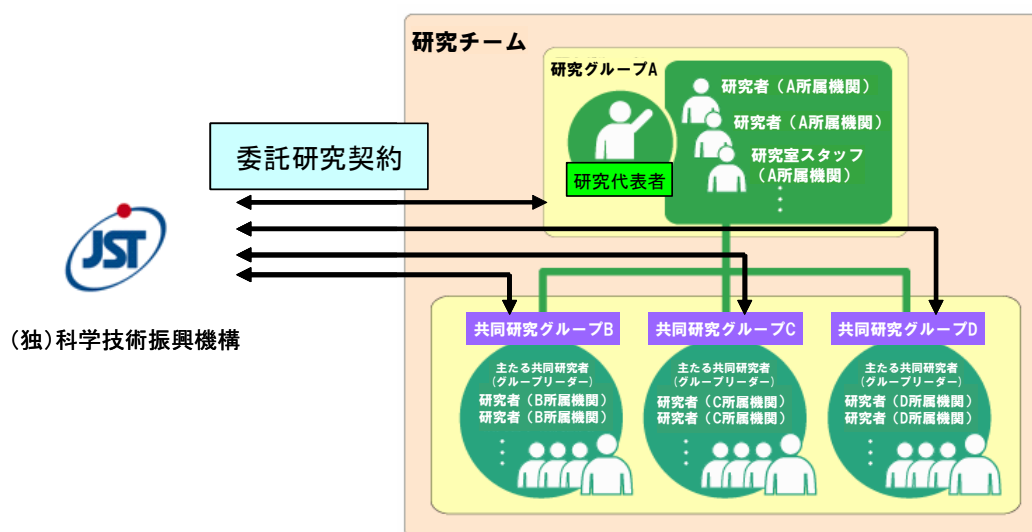 研究チーム
研究グループA
研究者（A所属機関）
研究者（A所属機関）
研究室スタッフ
（A所属機関）
⋮
研究代表者
委託研究契約
JST
（独）科学技術振興機構
共同研究グループB
主たる共同研究者
(グループリーダー)
研究者（B所属機関）
研究者（B所属機関）
⋮
共同研究グループC
主たる共同研究者
(グループリーダー)
研究者（C所属機関）
研究者（C所属機関）
⋮
共同研究グループD
主たる共同研究者
(グループリーダー)
研究者（D所属機関）
研究者（D所属機関）
⋮